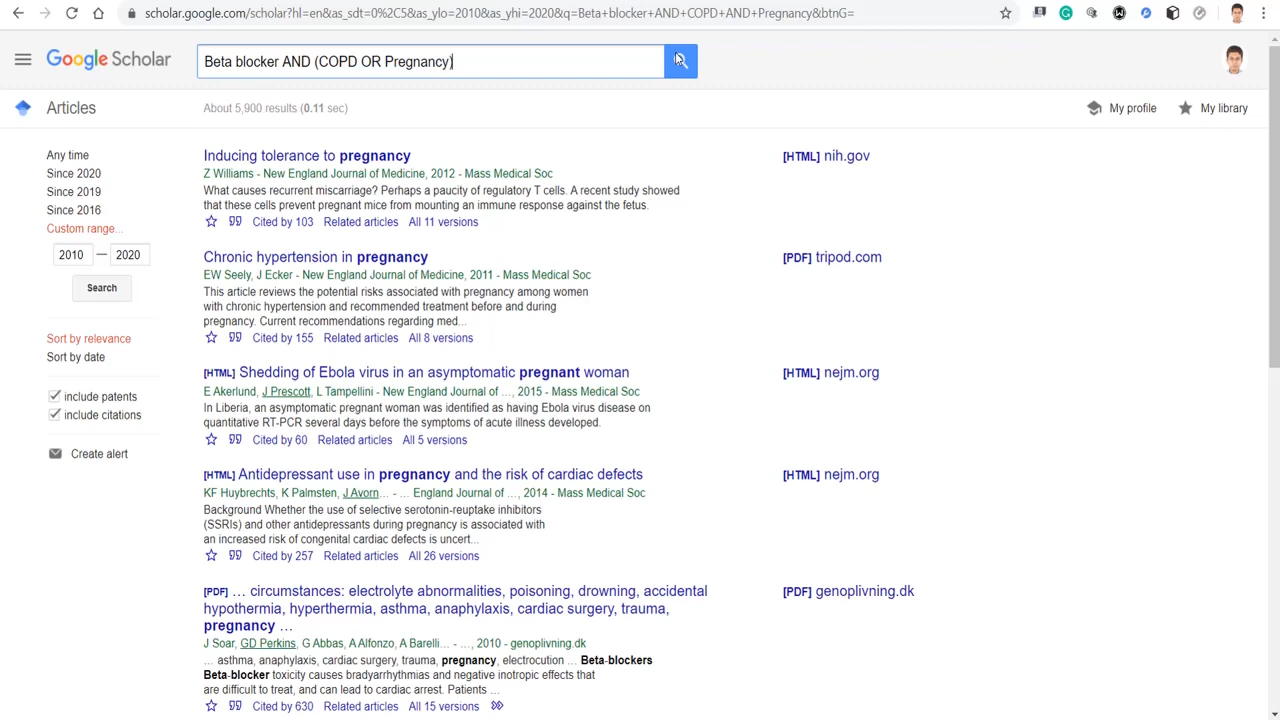 scholar.google.com/scholar?hl=en&as_sdt=0%2C5&as_ylo=2010&as_yhi=2020&q=Beta+blocker+AND+COPD+AND+Pregnancy&btnG=
Google Scholar
Beta blocker AND (COPD OR Pregnancy)
Articles
About 5,900 results (0.11 sec)
My profile
My library
Any time
Since 2020
Since 2019
Since 2016
Custom range...
2010 — 2020
Search
Sort by relevance
Sort by date
include patents
include citations
Create alert
Inducing tolerance to pregnancy
Z Williams - New England Journal of Medicine, 2012 - Mass Medical Soc
What causes recurrent miscarriage? Perhaps a paucity of regulatory T cells. A recent study showed
that these cells prevent pregnant mice from mounting an immune response against the fetus.
Cited by 103 Related articles All 11 versions
[HTML] nih.gov
Chronic hypertension in pregnancy
EW Seely, J Ecker - New England Journal of Medicine, 2011 - Mass Medical Soc
This article reviews the potential risks associated with pregnancy among women
with chronic hypertension and recommended treatment before and during
pregnancy. Current recommendations regarding med...
Cited by 155 Related articles All 8 versions
[PDF] tripod.com
[HTML] Shedding of Ebola virus in an asymptomatic pregnant woman
E Akerlund, J Prescott, L Tampellini - New England Journal of ..., 2015 - Mass Medical Soc
In Liberia, an asymptomatic pregnant woman was identified as having Ebola virus disease on
quantitative RT-PCR several days before the symptoms of acute illness developed.
Cited by 60 Related articles All 5 versions
[HTML] nejm.org
[HTML] Antidepressant use in pregnancy and the risk of cardiac defects
KF Huybrechts, K Palmsten, J Avorn... - ... England Journal of ..., 2014 - Mass Medical Soc
Background Whether the use of selective serotonin-reuptake inhibitors
(SSRIs) and other antidepressants during pregnancy is associated with
an increased risk of congenital cardiac defects is uncert...
Cited by 257 Related articles All 26 versions
[HTML] nejm.org
[PDF] ... circumstances: electrolyte abnormalities, poisoning, drowning, accidental
hypothermia, hyperthermia, asthma, anaphylaxis, cardiac surgery, trauma,
pregnancy ...
J Soar, GD Perkins, G Abbas, A Alfonzo, A Barelli... - ..., 2010 - genoplivning.dk
... asthma, anaphylaxis, cardiac surgery, trauma, pregnancy, electrocution ... Beta-blockers
Beta-blocker toxicity causes bradyarrhythmias and negative inotropic effects that
are difficult to treat, and can lead to cardiac arrest. Patients ...
Cited by 630 Related articles All 15 versions
[PDF] genoplivning.dk